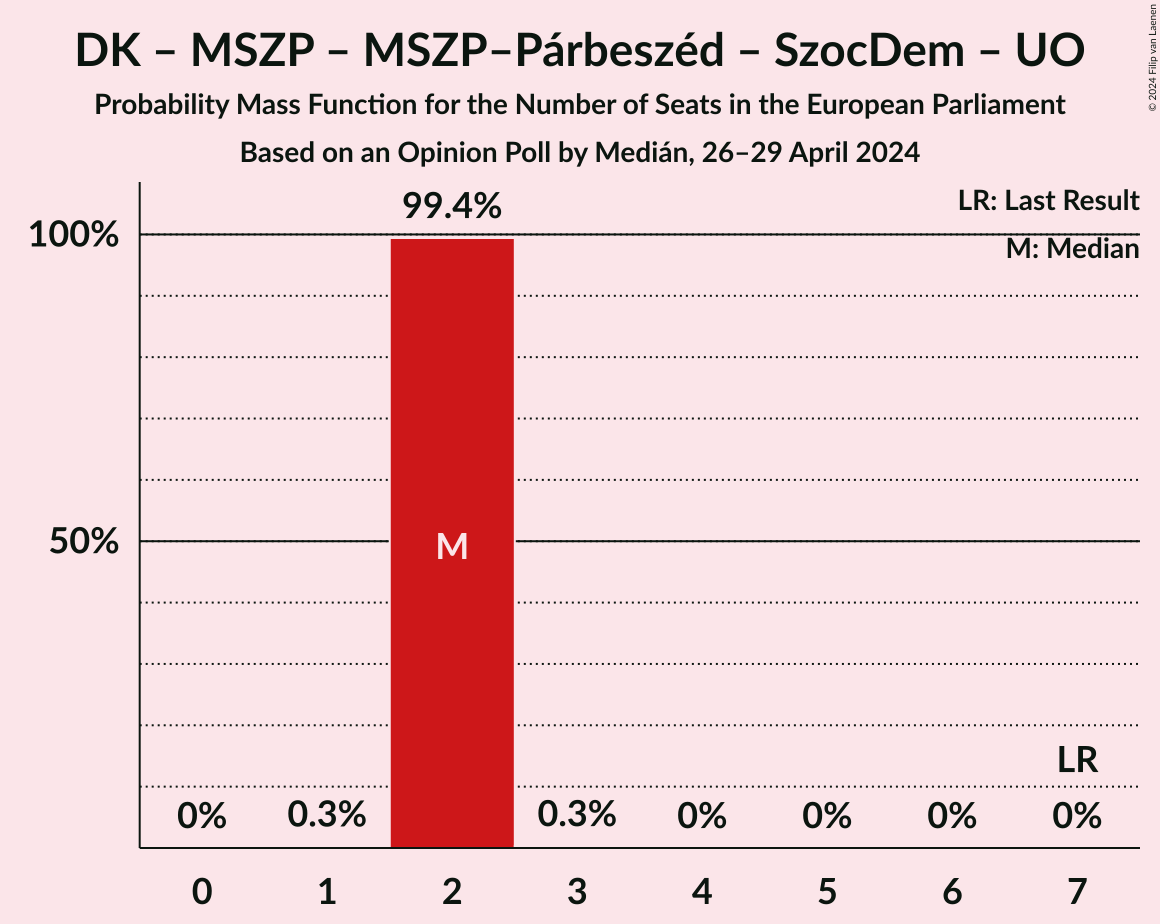 DK – MSZP – MSZP–Párbeszéd – SzocDem – UO
Probability Mass Function for the Number of Seats in the European Parliament
Based on an Opinion Poll by Medián, 26–29 April 2024
© 2024 Filip van Laenen
LR: Last Result
M: Median
99.4%
100%
50%
M
LR
0% 0.3% 0.3% 0% 0% 0% 0%
0 1 2 3 4 5 6 7